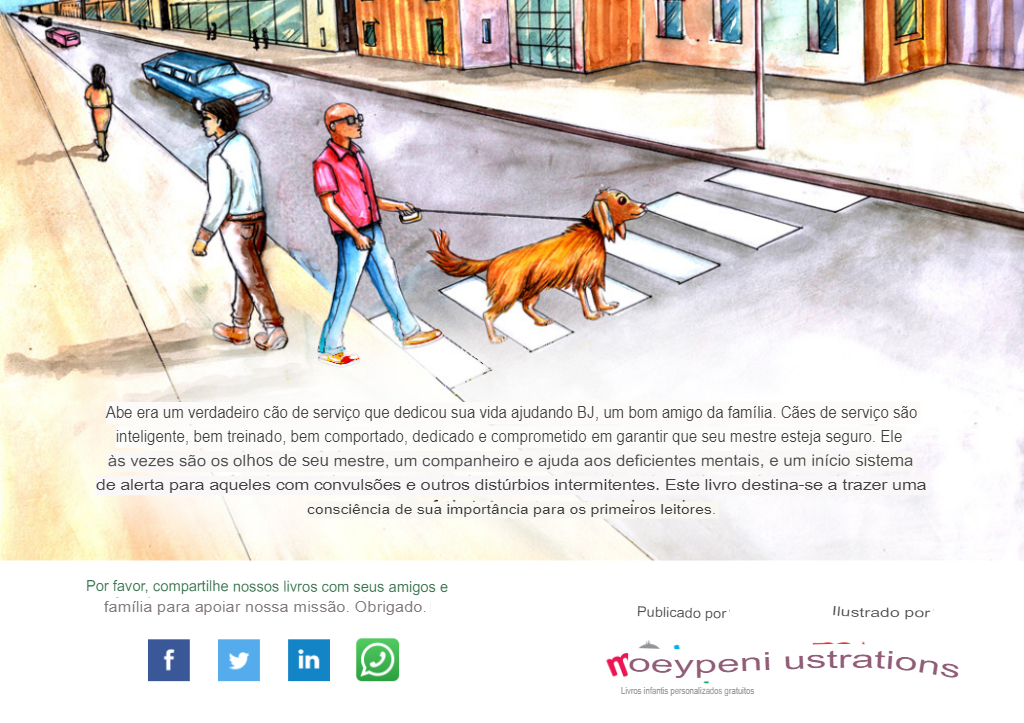 Abe era um verdadeiro cão de serviço que dedicou sua vida ajudando BJ, um bom amigo da família. Cães de serviço são
inteligente, bem treinado, bem comportado, dedicado e comprometido em garantir que seu mestre esteja seguro. Ele
às vezes são os olhos de seu mestre, um companheiro e ajuda aos deficientes mentais, e um início sistema
de alerta para aqueles com convulsões e outros distúrbios intermitentes. Este livro destina-se a trazer uma
consciência de sua importância para os primeiros leitores.
Por favor, compartilhe nossos livros com seus amigos e
família para apoiar nossa missão. Obrigado.
Publicado por
Ilustrado por
oeypeni ustrations
Livros infantis personalizados gratuitos